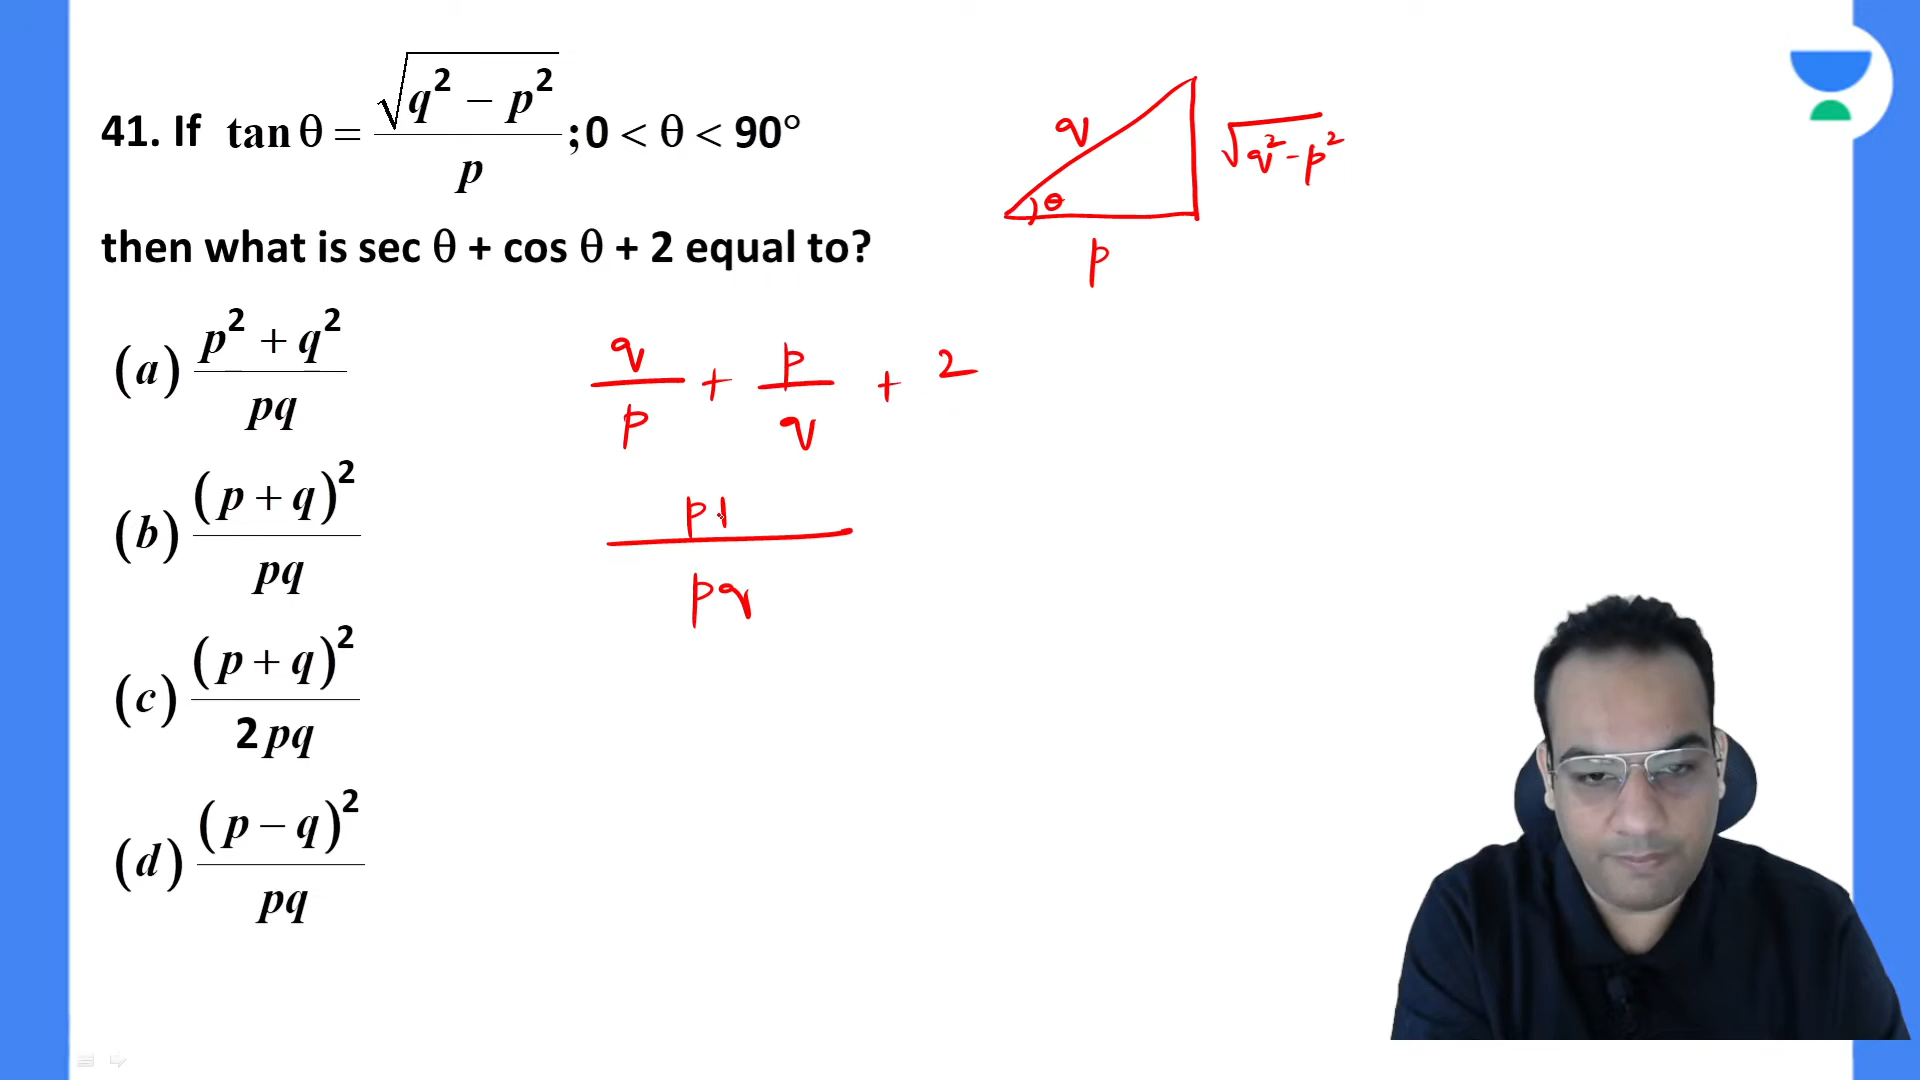 41. If tan θ = √(q² − p²) / p ; 0 < θ < 90°
then what is sec θ + cos θ + 2 equal to?
(a) (p² + q²) / pq
(b) (p + q)² / pq
(c) (p + q)² / 2pq
(d) (p − q)² / pq
q
θ
√(q² − p²)
p
q/p + p/q + 2
pq